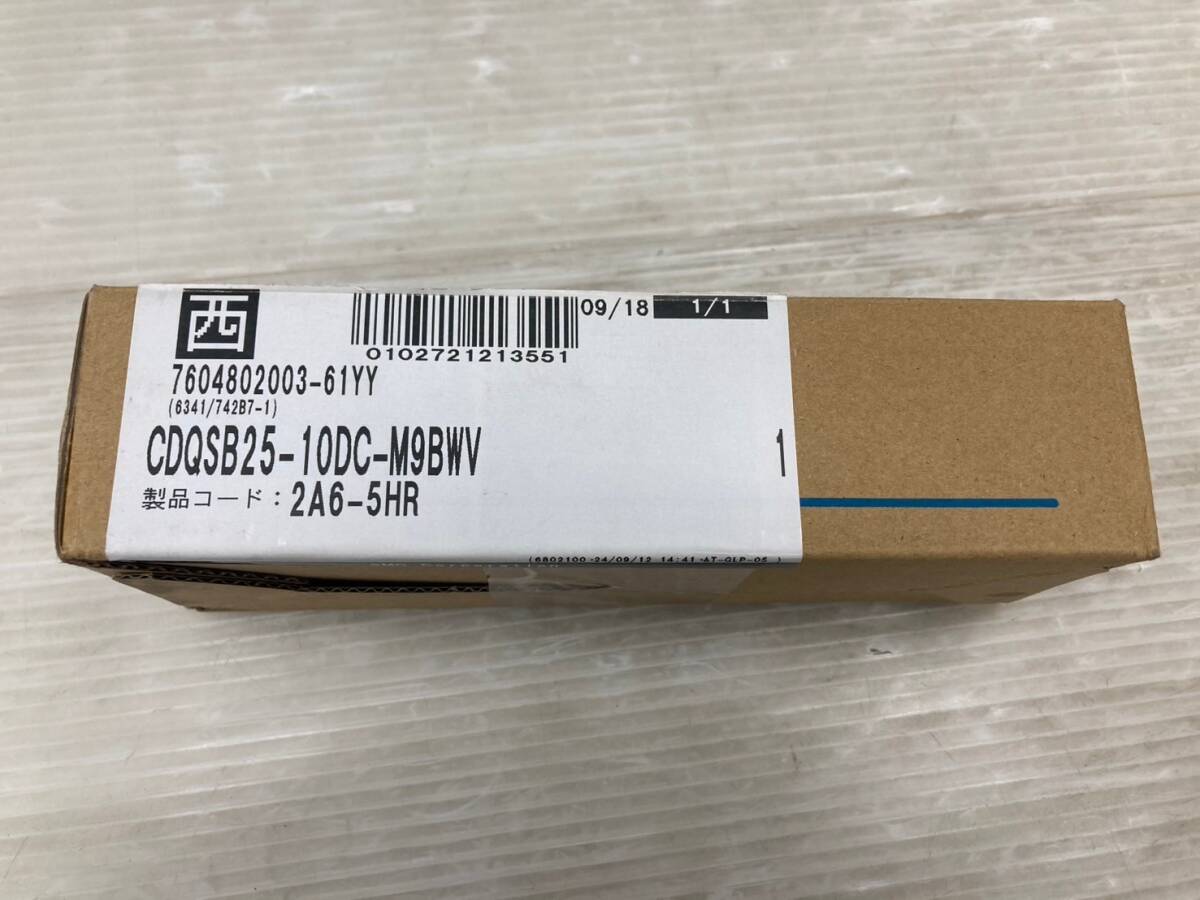 西
09/18 1/1
0102721213551
7604802003-61YY
(6341/742B7-1)
CDQSB25-10DC-M9BWV 1
製品コード: 2A6-5HR
(6802100-24/09/12 14:41-AT-GLP-05 )